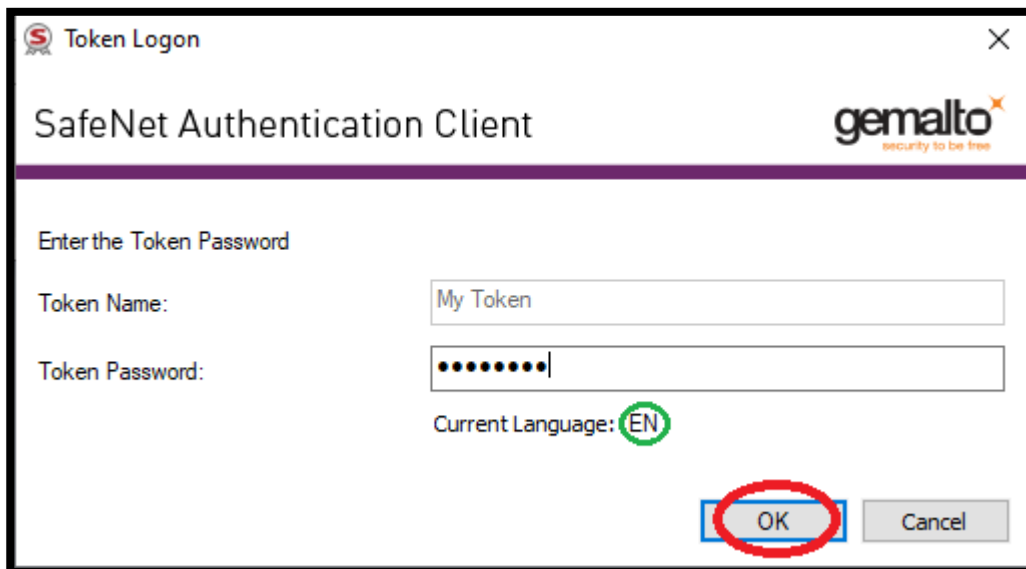 Token Logon
SafeNet Authentication Client
gemalto
security to be free
Enter the Token Password
Token Name:
My Token
Token Password:
••••••••
Current Language: EN
OK
Cancel